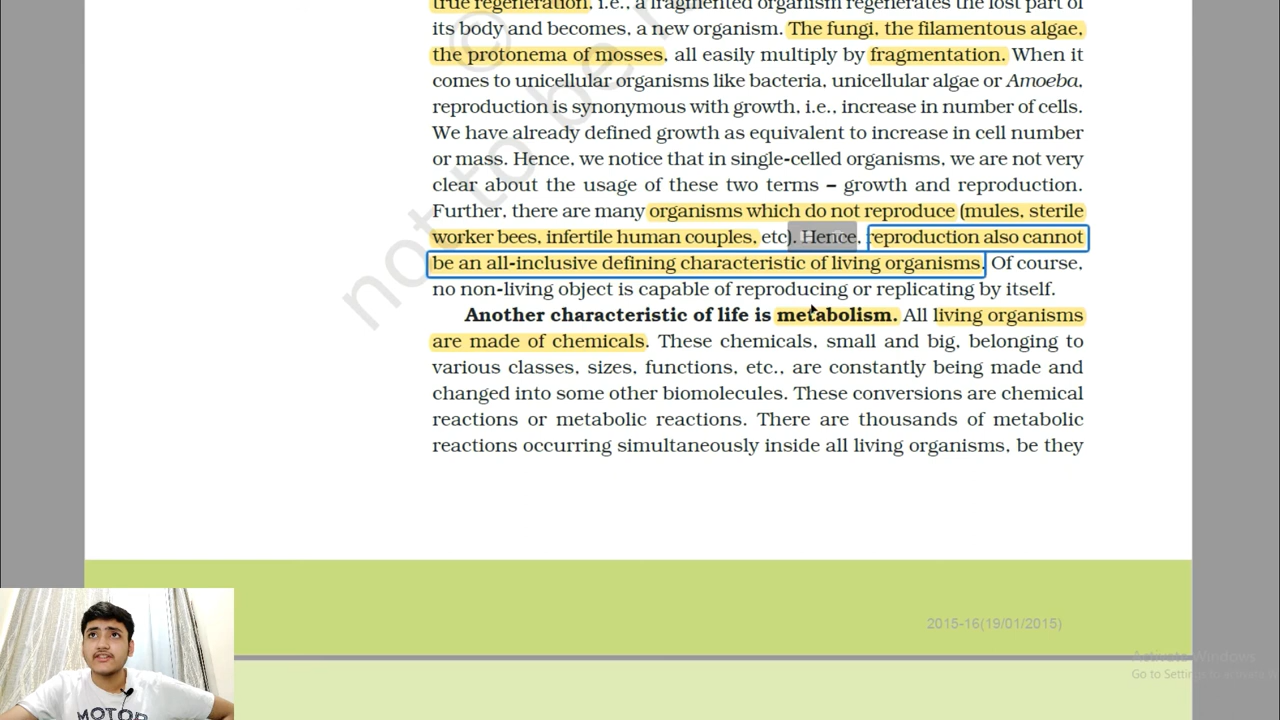 true regeneration, i.e., a fragmented organism regenerates the lost part of
its body and becomes, a new organism. The fungi, the filamentous algae,
the protonema of mosses, all easily multiply by fragmentation. When it
comes to unicellular organisms like bacteria, unicellular algae or Amoeba,
reproduction is synonymous with growth, i.e., increase in number of cells.
We have already defined growth as equivalent to increase in cell number
or mass. Hence, we notice that in single-celled organisms, we are not very
clear about the usage of these two terms – growth and reproduction.
Further, there are many organisms which do not reproduce (mules, sterile
worker bees, infertile human couples, etc). Hence, reproduction also cannot
be an all-inclusive defining characteristic of living organisms. Of course,
no non-living object is capable of reproducing or replicating by itself.
Another characteristic of life is metabolism. All living organisms
are made of chemicals. These chemicals, small and big, belonging to
various classes, sizes, functions, etc., are constantly being made and
changed into some other biomolecules. These conversions are chemical
reactions or metabolic reactions. There are thousands of metabolic
reactions occurring simultaneously inside all living organisms, be they
© not to be
2015-16(19/01/2015)
Activate Windows
Go to Settings to activate
MOTOR